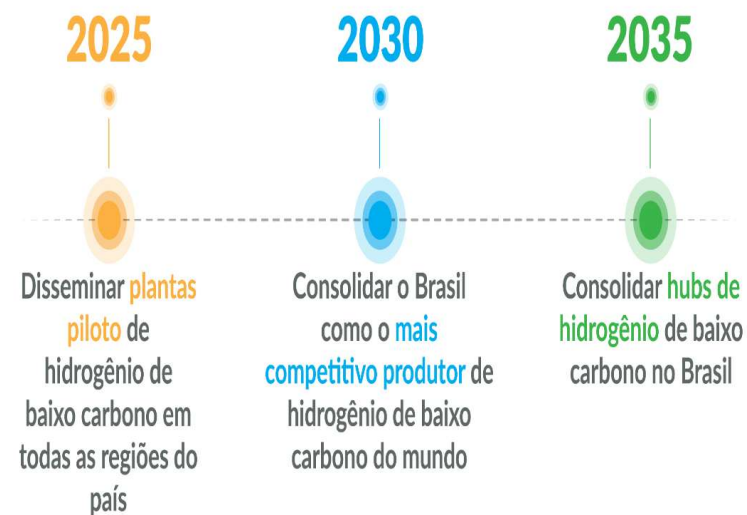 2025
Disseminar plantas
piloto de
hidrogênio de
baixo carbono em
todas as regiões do
país
2030
Consolidar o Brasil
como o mais
competitivo produtor de
hidrogênio de baixo
carbono do mundo
2035
Consolidar hubs de
hidrogênio de baixo
carbono no Brasil